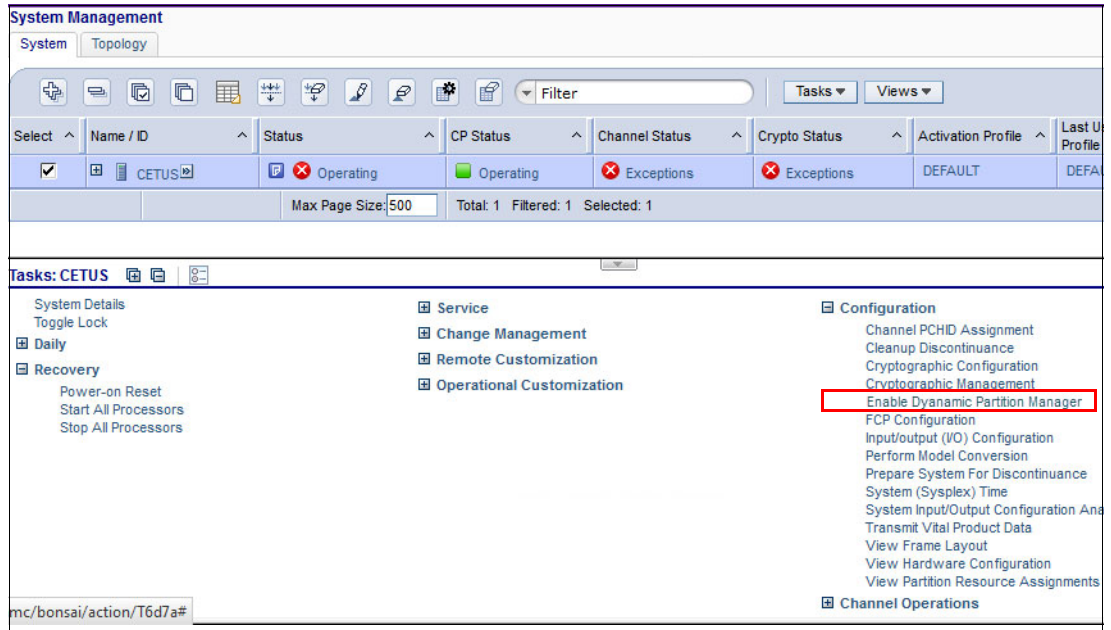 System Management
System Topology
Filter Tasks Views
Select Name / ID Status CP Status Channel Status Crypto Status Activation Profile Last Us
Profile
CETUS Operating Operating Exceptions Exceptions DEFAULT DEFAU
Max Page Size: 500 Total: 1 Filtered: 1 Selected: 1
Tasks: CETUS
System Details
Toggle Lock
Daily
Recovery
Power-on Reset
Start All Processors
Stop All Processors
Service
Change Management
Remote Customization
Operational Customization
Configuration
Channel PCHID Assignment
Cleanup Discontinuance
Cryptographic Configuration
Cryptographic Management
Enable Dyanamic Partition Manager
FCP Configuration
Input/output (I/O) Configuration
Perform Model Conversion
Prepare System For Discontinuance
System (Sysplex) Time
System Input/Output Configuration Ana
Transmit Vital Product Data
View Frame Layout
View Hardware Configuration
View Partition Resource Assignments
Channel Operations
mc/bonsai/action/T6d7a#